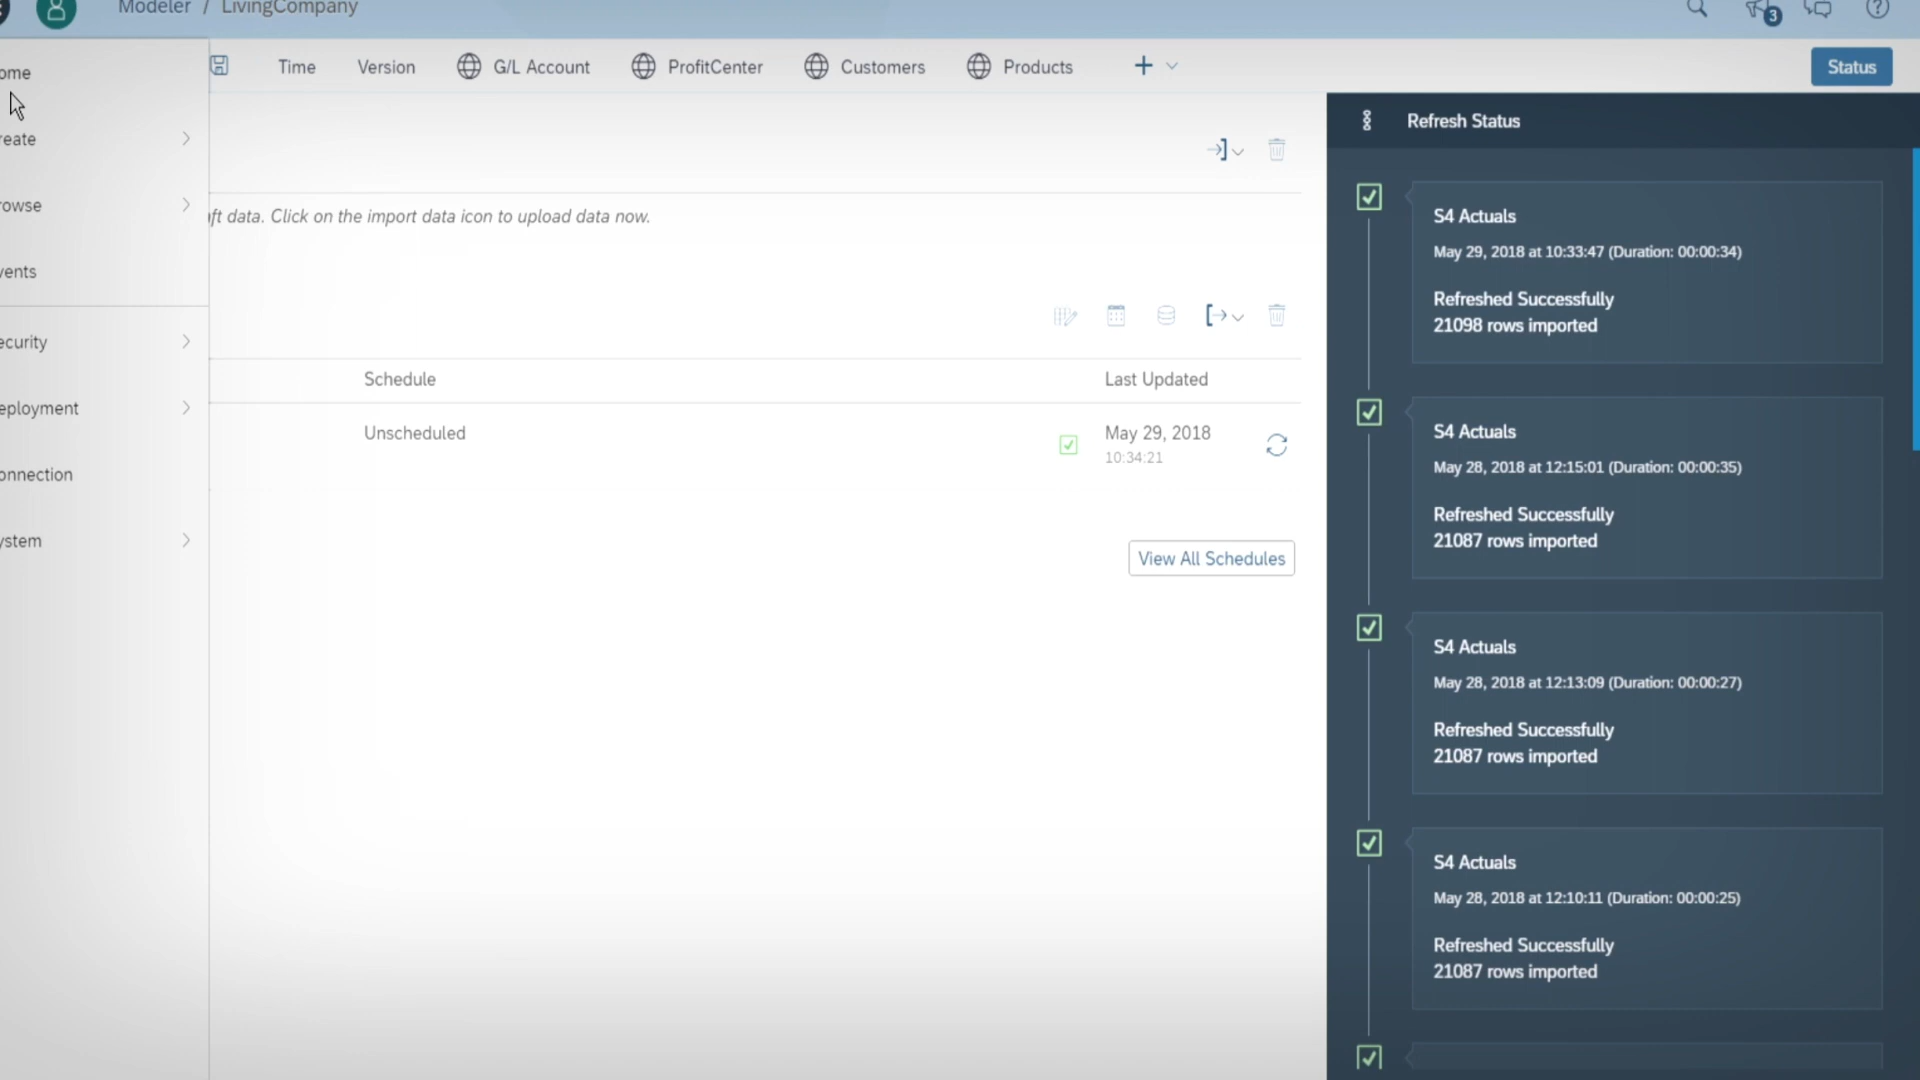 Modeler / LivingCompany
3
Time
Version
G/L Account
ProfitCenter
Customers
Products
Status
ome
reate
rowse
vents
ecurity
eployment
onnection
ystem
ft data. Click on the import data icon to upload data now.
Schedule
Last Updated
Unscheduled
May 29, 2018
10:34:21
View All Schedules
Refresh Status
S4 Actuals
May 29, 2018 at 10:33:47 (Duration: 00:00:34)
Refreshed Successfully
21098 rows imported
S4 Actuals
May 28, 2018 at 12:15:01 (Duration: 00:00:35)
Refreshed Successfully
21087 rows imported
S4 Actuals
May 28, 2018 at 12:13:09 (Duration: 00:00:27)
Refreshed Successfully
21087 rows imported
S4 Actuals
May 28, 2018 at 12:10:11 (Duration: 00:00:25)
Refreshed Successfully
21087 rows imported